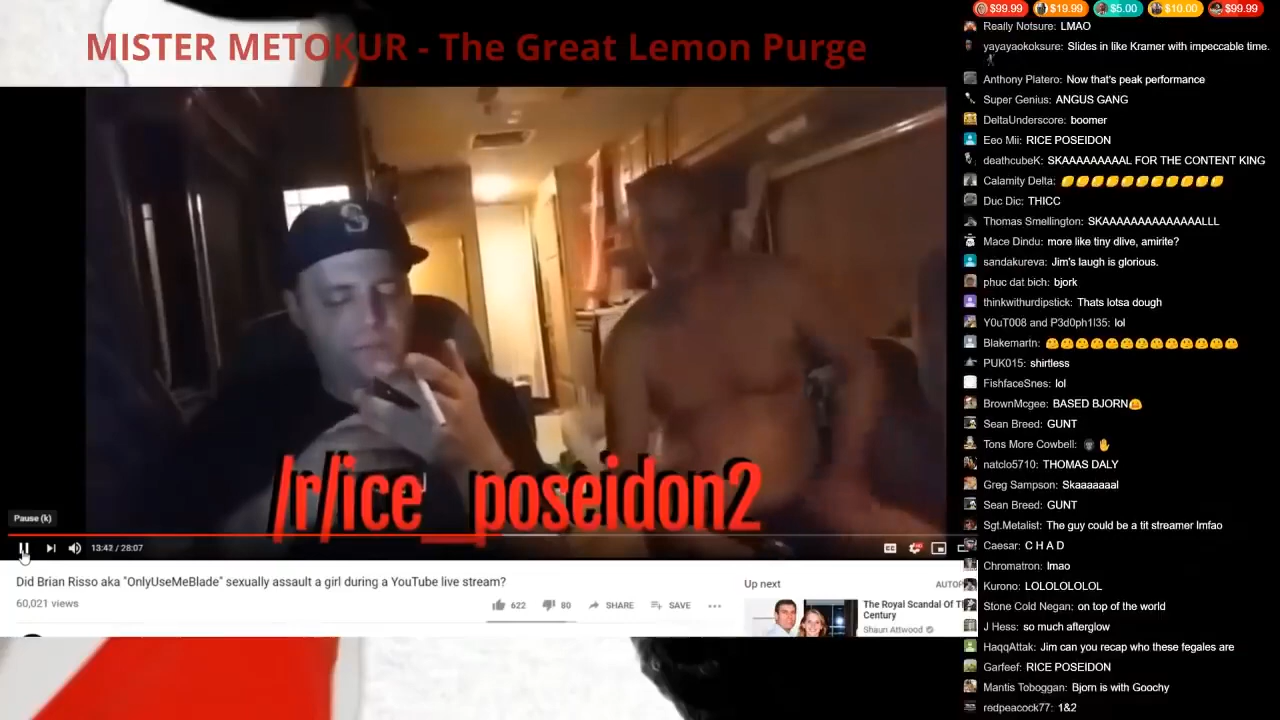 MISTER METOKUR - The Great Lemon Purge
S
/r/ice_poseidon2
Pause (k)
13:42 / 28:07
CC
Did Brian Risso aka "OnlyUseMeBlade" sexually assault a girl during a YouTube live stream?
60,021 views
622
80
SHARE
SAVE
Up next
AUTOP
The Royal Scandal Of Th
Century
Shaun Attwood
$99.99 $19.99 $5.00 $10.00 $99.99
Really Notsure: LMAO
yayayaokoksure: Slides in like Kramer with impeccable time.
Anthony Platero: Now that's peak performance
Super Genius: ANGUS GANG
DeltaUnderscore: boomer
Eeo Mii: RICE POSEIDON
deathcubeK: SKAAAAAAAAAL FOR THE CONTENT KING
Calamity Delta: 🍋🍋🍋🍋🍋🍋🍋🍋🍋🍋🍋
Duc Dic: THICC
Thomas Smellington: SKAAAAAAAAAAAAAALLL
Mace Dindu: more like tiny dlive, amirite?
sandakureva: Jim's laugh is glorious.
phuc dat bich: bjork
thinkwithurdipstick: Thats lotsa dough
Y0uT008 and P3d0ph1l35: lol
Blakemartn: 🤔🤔🤔🤔🤔🤔🤔🤔🤔🤔🤔🤔🤔
PUK015: shirtless
FishfaceSnes: lol
BrownMcgee: BASED BJORN
Sean Breed: GUNT
Tons More Cowbell:
natclo5710: THOMAS DALY
Greg Sampson: Skaaaaaaal
Sean Breed: GUNT
Sgt.Metalist: The guy could be a tit streamer lmfao
Caesar: C H A D
Chromatron: lmao
Kurono: LOLOLOLOLOL
Stone Cold Negan: on top of the world
J Hess: so much afterglow
HaqqAttak: Jim can you recap who these fegales are
Garfeef: RICE POSEIDON
Mantis Toboggan: Bjorn is with Goochy
redpeacock77: 1&2